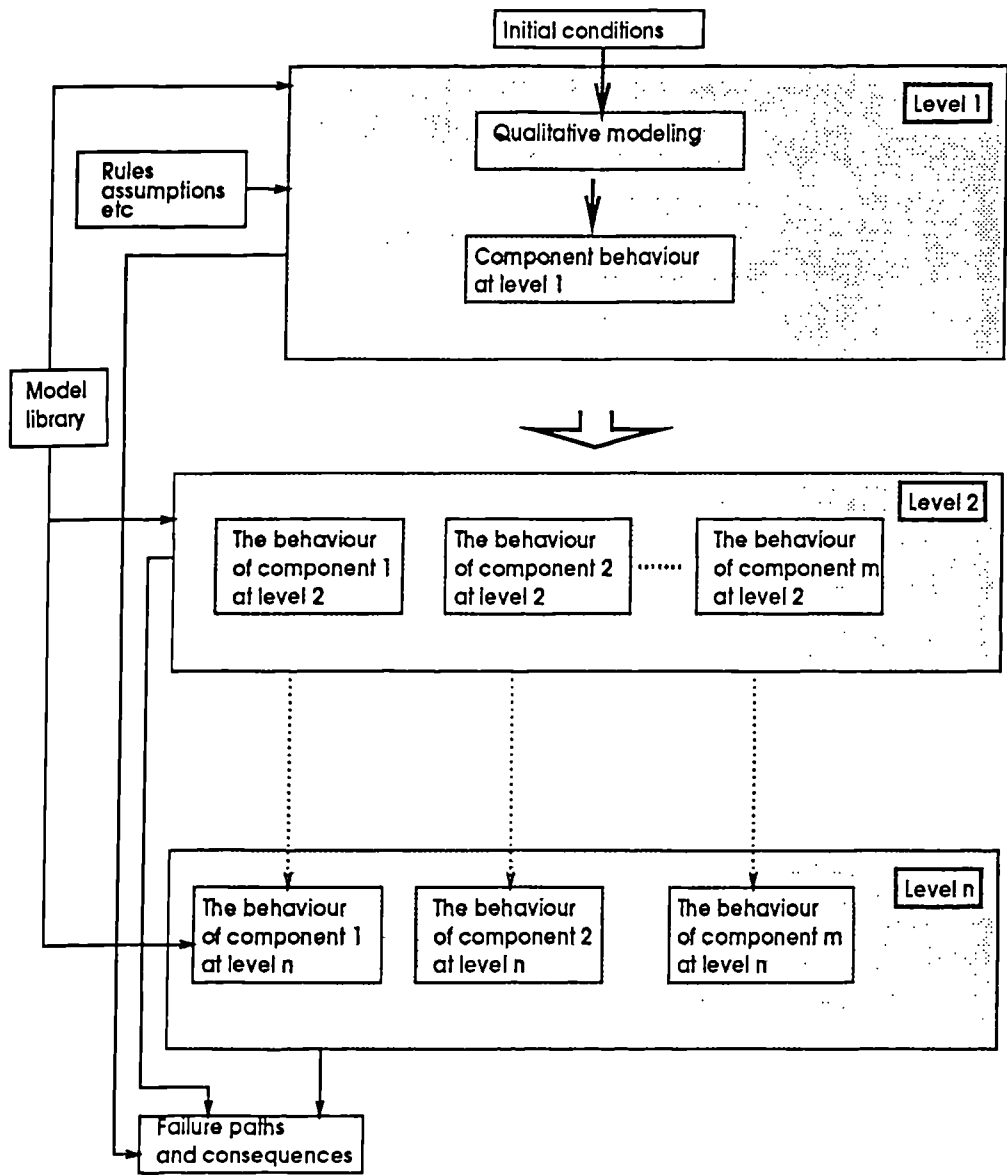 Initial conditions
Level 1
Qualitative modeling
Rules
assumptions
etc
Component behaviour
at level 1
Model
library
Level 2
The behaviour
of component 1
at level 2
The behaviour
of component 2
at level 2
The behaviour
of component m
at level 2
Level n
The behaviour
of component 1
at level n
The behaviour
of component 2
at level n
The behaviour
of component m
at level n
Failure paths
and consequences